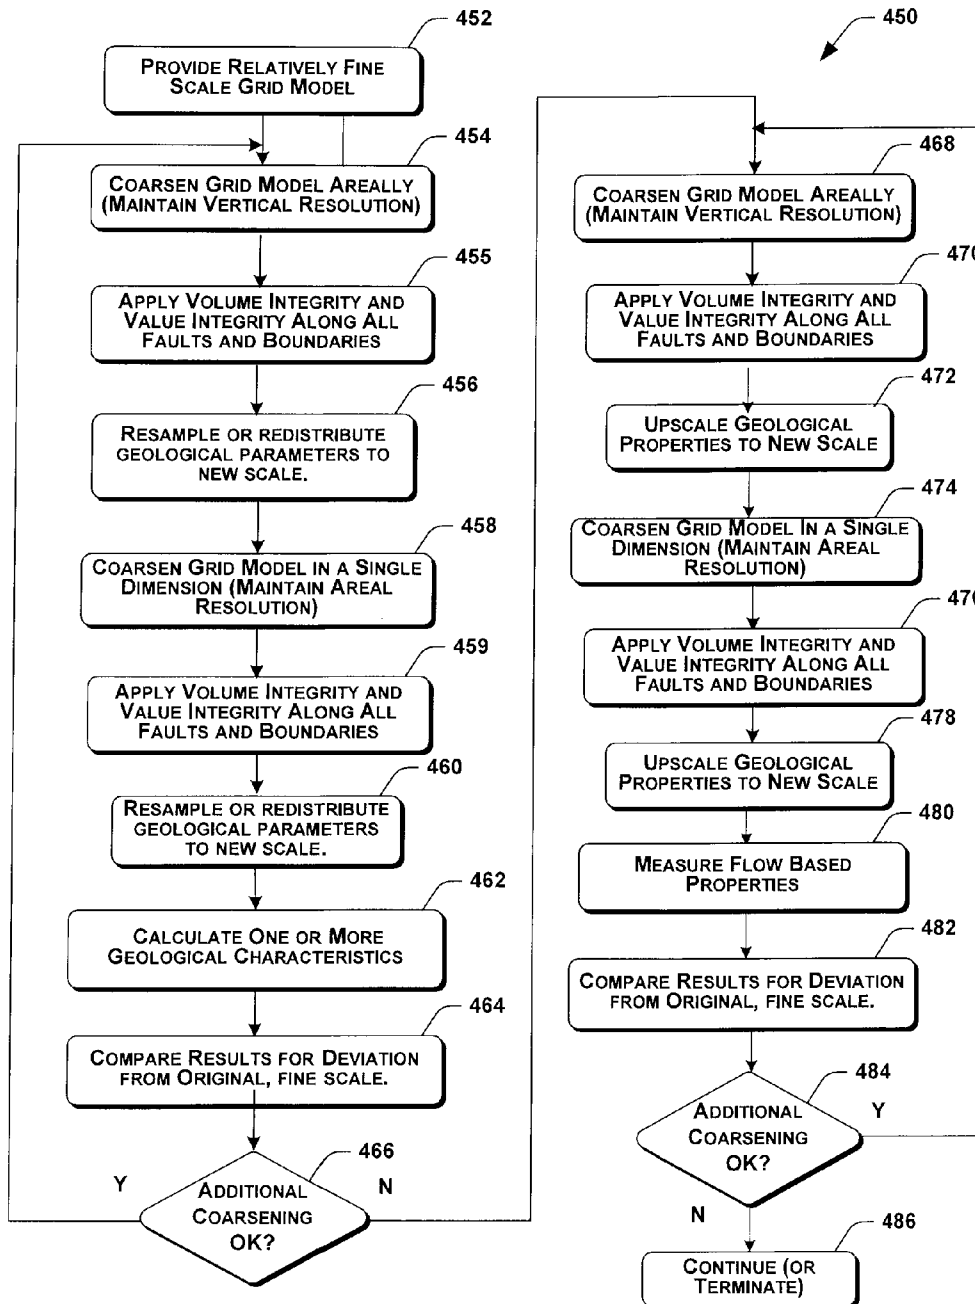 452
450
PROVIDE RELATIVELY FINE
SCALE GRID MODEL
454
COARSEN GRID MODEL AREALLY
(MAINTAIN VERTICAL RESOLUTION)
455
APPLY VOLUME INTEGRITY AND
VALUE INTEGRITY ALONG ALL
FAULTS AND BOUNDARIES
456
RESAMPLE OR REDISTRIBUTE
GEOLOGICAL PARAMETERS TO
NEW SCALE.
458
COARSEN GRID MODEL IN A SINGLE
DIMENSION (MAINTAIN AREAL
RESOLUTION)
459
APPLY VOLUME INTEGRITY AND
VALUE INTEGRITY ALONG ALL
FAULTS AND BOUNDARIES
460
RESAMPLE OR REDISTRIBUTE
GEOLOGICAL PARAMETERS
TO NEW SCALE.
462
CALCULATE ONE OR MORE
GEOLOGICAL CHARACTERISTICS
464
COMPARE RESULTS FOR DEVIATION
FROM ORIGINAL, FINE SCALE.
466
Y
ADDITIONAL
COARSENING
OK?
N
468
COARSEN GRID MODEL AREALLY
(MAINTAIN VERTICAL RESOLUTION)
470
APPLY VOLUME INTEGRITY AND
VALUE INTEGRITY ALONG ALL
FAULTS AND BOUNDARIES
472
UPSCALE GEOLOGICAL
PROPERTIES TO NEW SCALE
474
COARSEN GRID MODEL IN A SINGLE
DIMENSION (MAINTAIN AREAL
RESOLUTION)
476
APPLY VOLUME INTEGRITY AND
VALUE INTEGRITY ALONG ALL
FAULTS AND BOUNDARIES
478
UPSCALE GEOLOGICAL
PROPERTIES TO NEW SCALE
480
MEASURE FLOW BASED
PROPERTIES
482
COMPARE RESULTS FOR DEVIATION
FROM ORIGINAL, FINE SCALE.
484
ADDITIONAL
COARSENING
OK?
Y
N
486
CONTINUE (OR
TERMINATE)